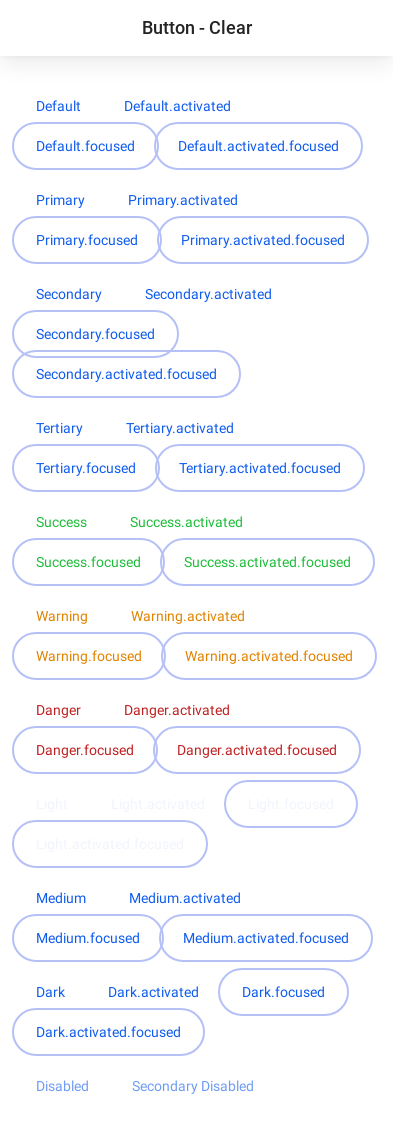 Button - Clear
Default Default.activated
Default.focused Default.activated.focused
Primary Primary.activated
Primary.focused Primary.activated.focused
Secondary Secondary.activated
Secondary.focused
Secondary.activated.focused
Tertiary Tertiary.activated
Tertiary.focused Tertiary.activated.focused
Success Success.activated
Success.focused Success.activated.focused
Warning Warning.activated
Warning.focused Warning.activated.focused
Danger Danger.activated
Danger.focused Danger.activated.focused
Light Light.activated Light.focused
Light.activated.focused
Medium Medium.activated
Medium.focused Medium.activated.focused
Dark Dark.activated Dark.focused
Dark.activated.focused
Disabled Secondary Disabled